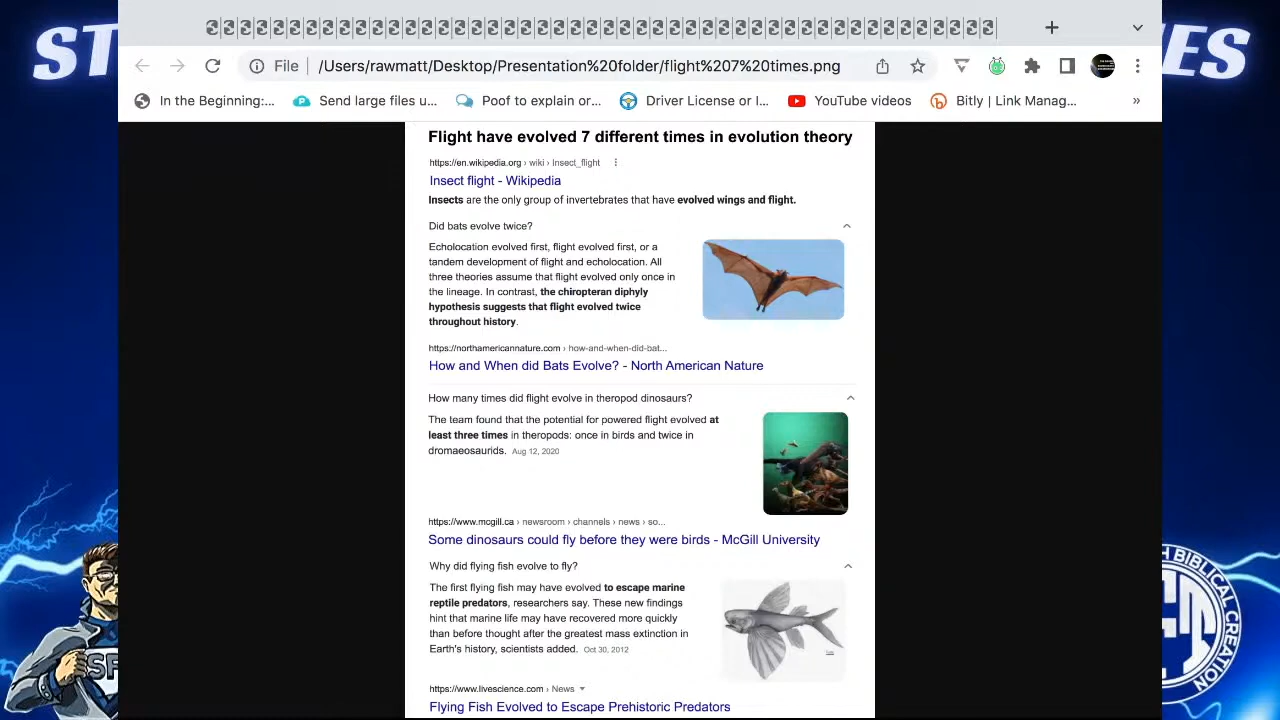 ST
ES
File
/Users/rawmatt/Desktop/Presentation%20folder/flight%207%20times.png
In the Beginning:...
Send large files u...
Poof to explain or...
Driver License or I...
YouTube videos
Bitly | Link Manag...
»
Flight have evolved 7 different times in evolution theory
https://en.wikipedia.org › wiki › Insect_flight
Insect flight - Wikipedia
Insects are the only group of invertebrates that have evolved wings and flight.
Did bats evolve twice?
Echolocation evolved first, flight evolved first, or a
tandem development of flight and echolocation. All
three theories assume that flight evolved only once in
the lineage. In contrast, the chiropteran diphyly
hypothesis suggests that flight evolved twice
throughout history.
https://northamericannature.com › how-and-when-did-bat...
How and When did Bats Evolve? - North American Nature
How many times did flight evolve in theropod dinosaurs?
The team found that the potential for powered flight evolved at
least three times in theropods: once in birds and twice in
dromaeosaurids. Aug 12, 2020
https://www.mcgill.ca › newsroom › channels › news › so...
Some dinosaurs could fly before they were birds - McGill University
Why did flying fish evolve to fly?
The first flying fish may have evolved to escape marine
reptile predators, researchers say. These new findings
hint that marine life may have recovered more quickly
than before thought after the greatest mass extinction in
Earth's history, scientists added. Oct 30, 2012
https://www.livescience.com › News
Flying Fish Evolved to Escape Prehistoric Predators
SF
BIBLICAL CREATION
CT